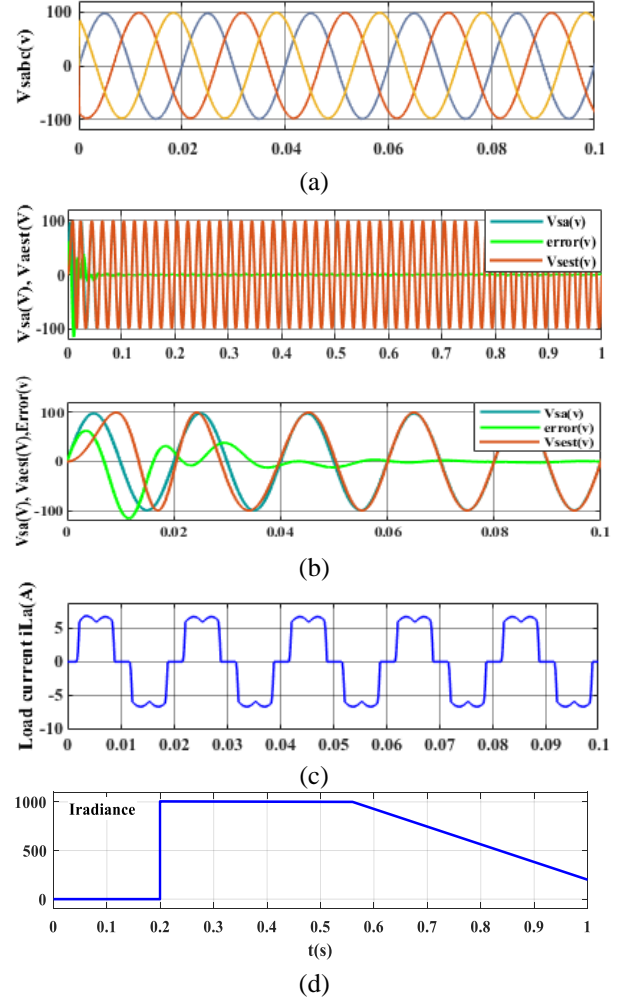 Vsabc(v)
100
0
-100
0 0.02 0.04 0.06 0.08 0.1
(a)
Vsa(V), Vaest(V)
100
0
-100
Vsa(v)
error(v)
Vsest(v)
0 0.1 0.2 0.3 0.4 0.5 0.6 0.7 0.8 0.9 1
Vsa(V), Vaest(V),Error(v)
100
0
-100
Vsa(v)
error(v)
Vsest(v)
0 0.02 0.04 0.06 0.08 0.1
(b)
Load current iLa(A)
5
0
-5
-10
0 0.01 0.02 0.03 0.04 0.05 0.06 0.07 0.08 0.09 0.1
(c)
Iradiance
1000
500
0
0 0.1 0.2 0.3 0.4 0.5 0.6 0.7 0.8 0.9 1
t(s)
(d)